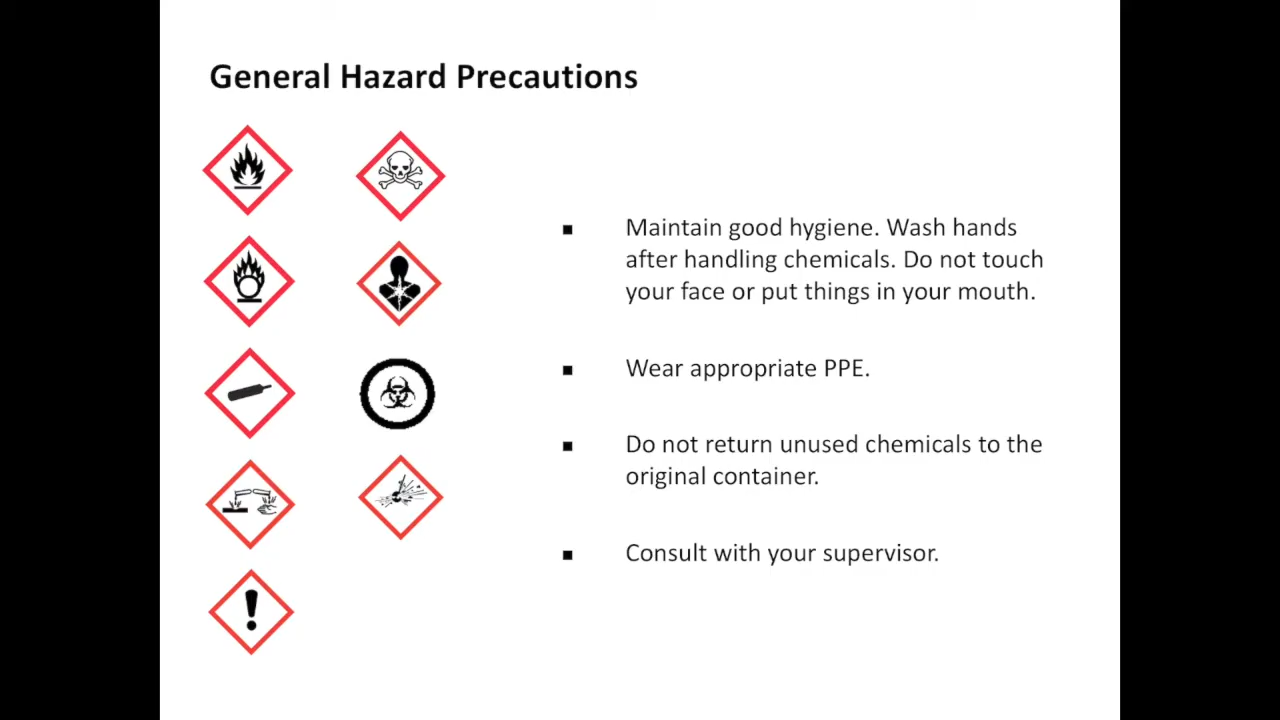 General Hazard Precautions
Maintain good hygiene. Wash hands
after handling chemicals. Do not touch
your face or put things in your mouth.
Wear appropriate PPE.
Do not return unused chemicals to the
original container.
Consult with your supervisor.